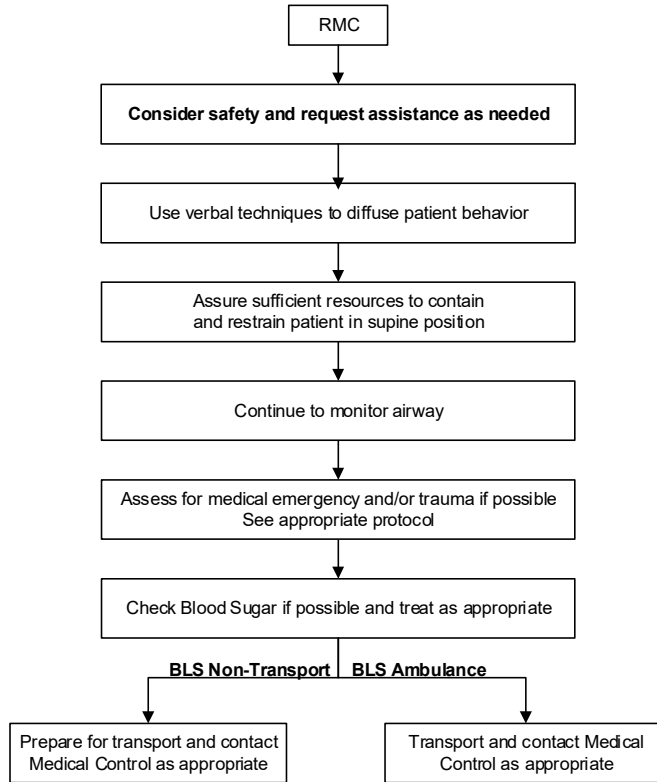 RMC
Consider safety and request assistance as needed
Use verbal techniques to diffuse patient behavior
Assure sufficient resources to contain
and restrain patient in supine position
Continue to monitor airway
Assess for medical emergency and/or trauma if possible
See appropriate protocol
Check Blood Sugar if possible and treat as appropriate
BLS Non-Transport
BLS Ambulance
Prepare for transport and contact
Medical Control as appropriate
Transport and contact Medical
Control as appropriate